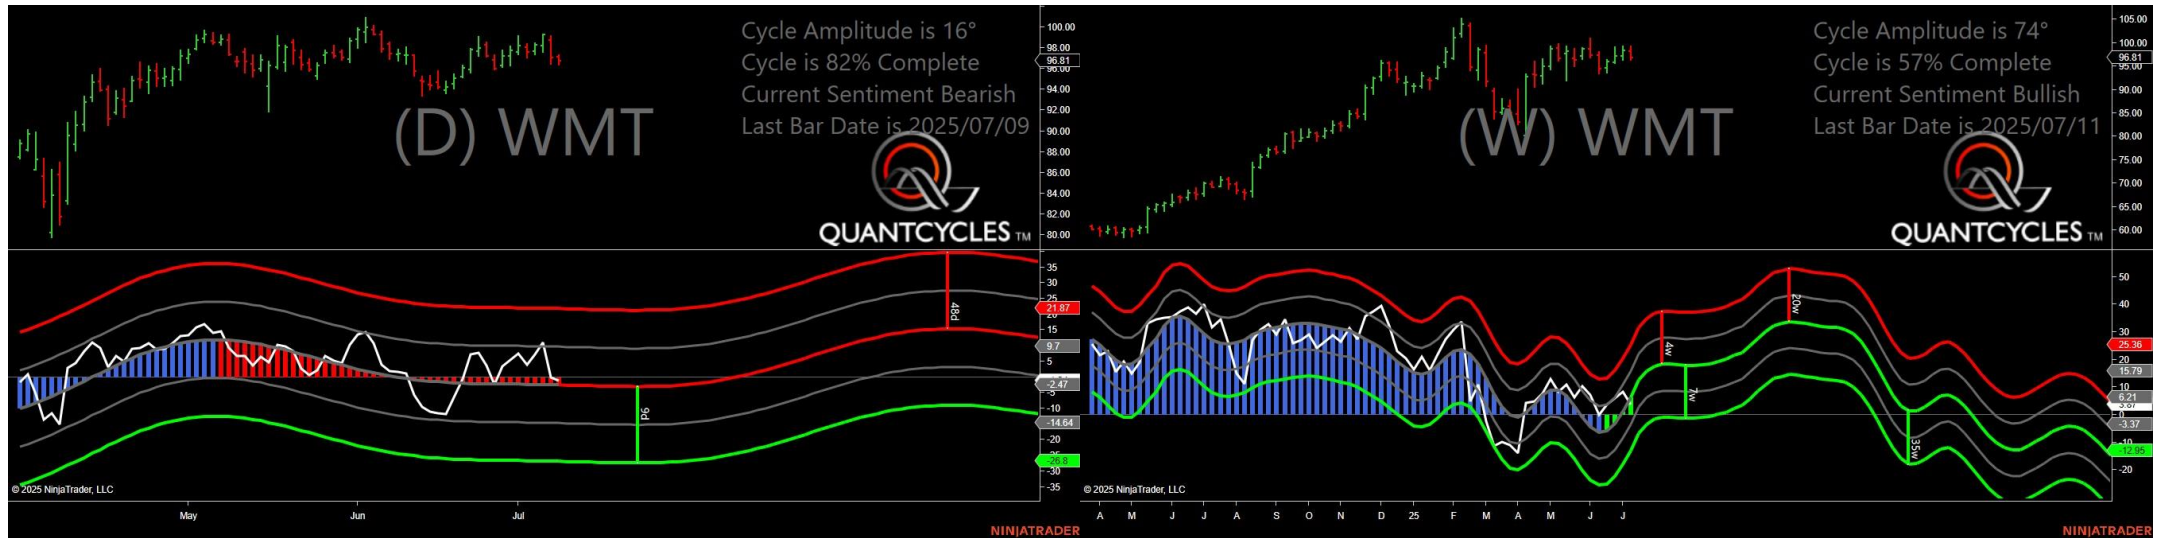 Cycle Amplitude is 16°
Cycle is 82% Complete
Current Sentiment Bearish
Last Bar Date is 2025/07/09
(D) WMT
QUANTCYCLES TM
100.00
98.00
96.81
96.00
94.00
92.00
90.00
88.00
86.00
84.00
82.00
80.00
48d
9d
35
30
25
21.87
20
15
9.7
5
-2.47
-5
-10
-14.64
-20
-26.8
-30
-35
© 2025 NinjaTrader, LLC
May
Jun
Jul
NINJATRADER
Cycle Amplitude is 74°
Cycle is 57% Complete
Current Sentiment Bullish
Last Bar Date is 2025/07/11
(W) WMT
QUANTCYCLES TM
105.00
100.00
96.81
95.00
90.00
85.00
80.00
75.00
70.00
65.00
60.00
4w
7w
20w
35w
50
40
30
25.36
20
15.79
10
6.21
3.87
0
-3.37
-10
-12.95
-20
© 2025 NinjaTrader, LLC
A M J J A S O N D 25 F M A M J J
NINJATRADER